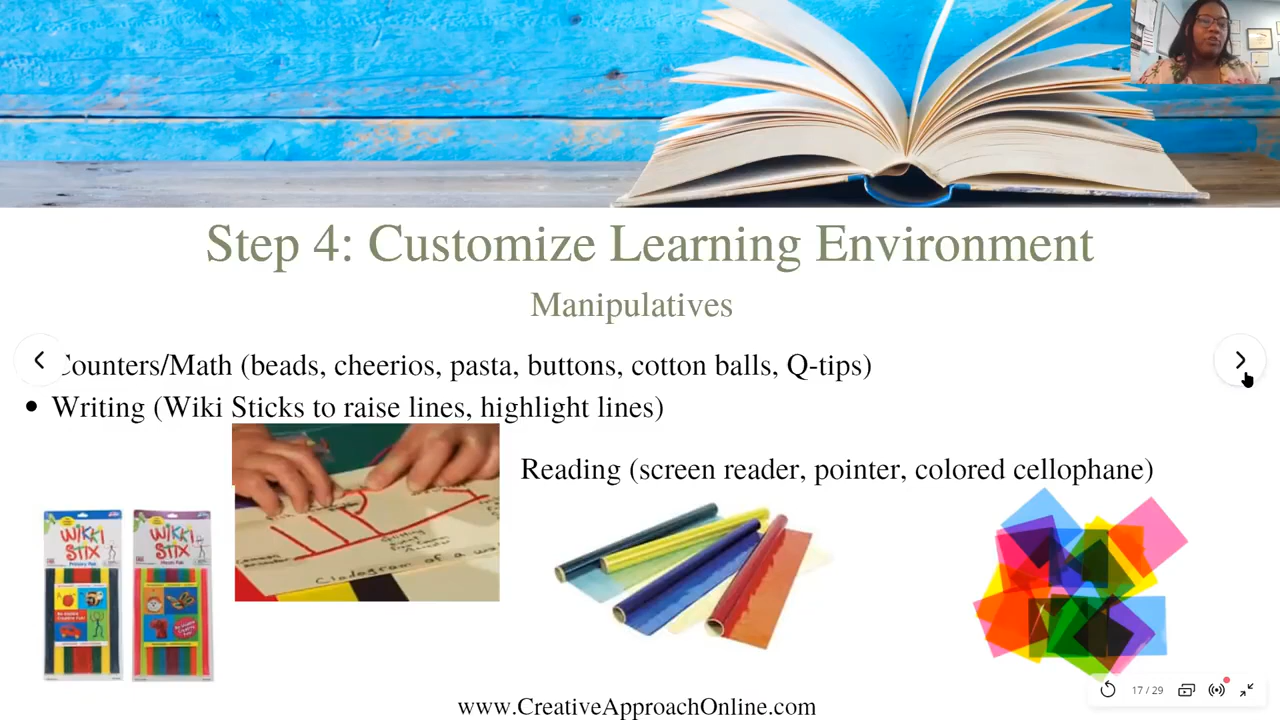 Step 4: Customize Learning Environment
Manipulatives
Counters/Math (beads, cheerios, pasta, buttons, cotton balls, Q-tips)
• Writing (Wiki Sticks to raise lines, highlight lines)
Reading (screen reader, pointer, colored cellophane)
WiKKi
STiX
WiKKi
STiX
Cladogram of a
www.CreativeApproachOnline.com
17 / 29